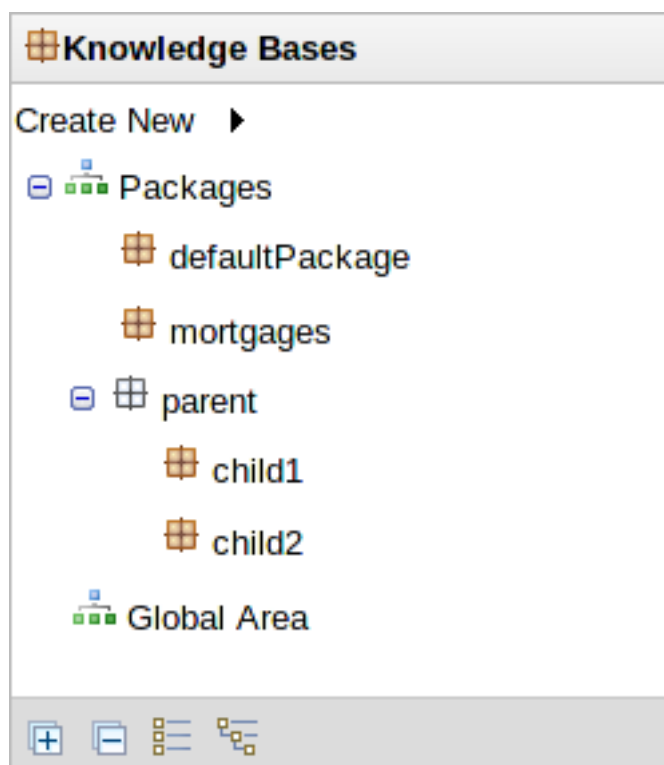 Knowledge Bases
Create New
Packages
defaultPackage
mortgages
parent
child1
child2
Global Area